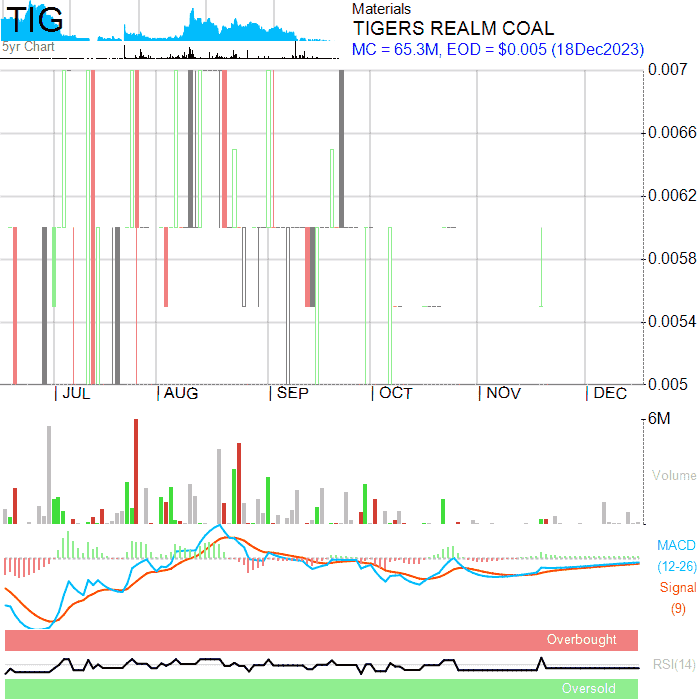 TIG
5yr Chart
Materials
TIGERS REALM COAL
MC = 65.3M, EOD = $0.005 (18Dec2023)
0.007
0.0066
0.0062
0.0058
0.0054
0.005
JUL AUG SEP OCT NOV DEC
6M
Volume
MACD
(12-26)
Signal
(9)
Overbought
RSI(14)
Oversold